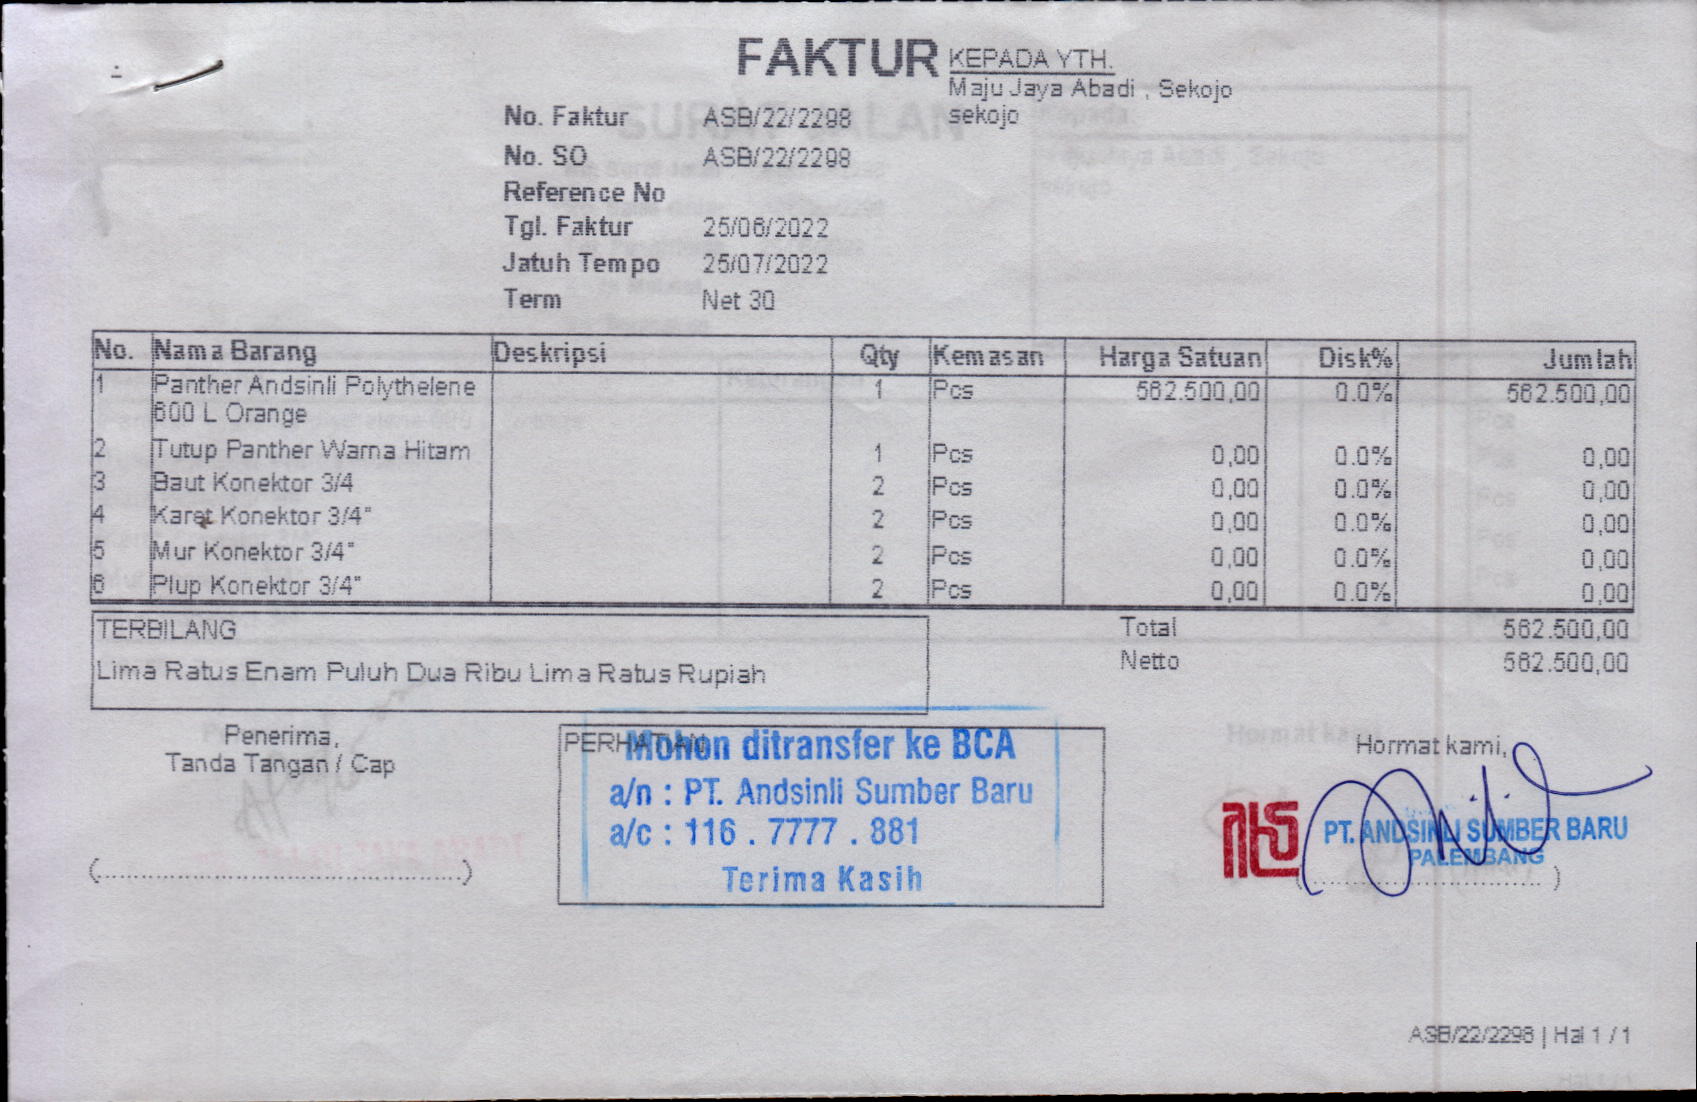 FAKTUR
KEPADA YTH.
Maju Jaya Abadi , Sekojo
sekojo
No. Faktur ASB/22/2298
No. SO ASB/22/2298
Reference No
Tgl. Faktur 25/06/2022
Jatuh Tempo 25/07/2022
Term Net 30
No. Nama Barang Deskripsi Qty Kemasan Harga Satuan Disk% Jumlah
1 Panther Andsinli Polythelene 1 Pcs 562.500,00 0.0% 562.500,00
600 L Orange
2 Tutup Panther Warna Hitam 1 Pcs 0,00 0.0% 0,00
3 Baut Konektor 3/4 2 Pcs 0,00 0.0% 0,00
4 Karet Konektor 3/4" 2 Pcs 0,00 0.0% 0,00
5 Mur Konektor 3/4" 2 Pcs 0,00 0.0% 0,00
6 Plup Konektor 3/4" 2 Pcs 0,00 0.0% 0,00
TERBILANG
Lima Ratus Enam Puluh Dua Ribu Lima Ratus Rupiah
Total 562.500,00
Netto 562.500,00
Penerima,
Tanda Tangan / Cap
(........................................)
PERHATIAN
Mohon ditransfer ke BCA
a/n : PT. Andsinli Sumber Baru
a/c : 116 . 7777 . 881
Terima Kasih
Hormat kami,
PT. ANDSINLI SUMBER BARU
PALEMBANG
(........................................)
ASB/22/2298 | Hal 1 / 1